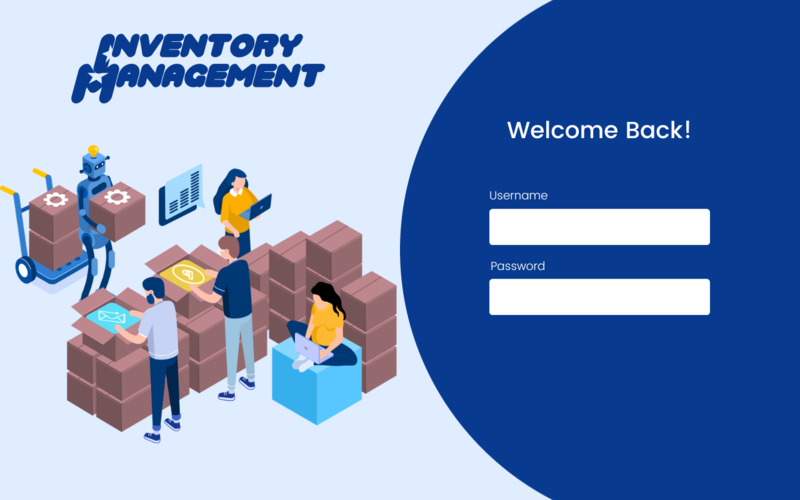 INVENTORY
MANAGEMENT
Welcome Back!
Username
Password